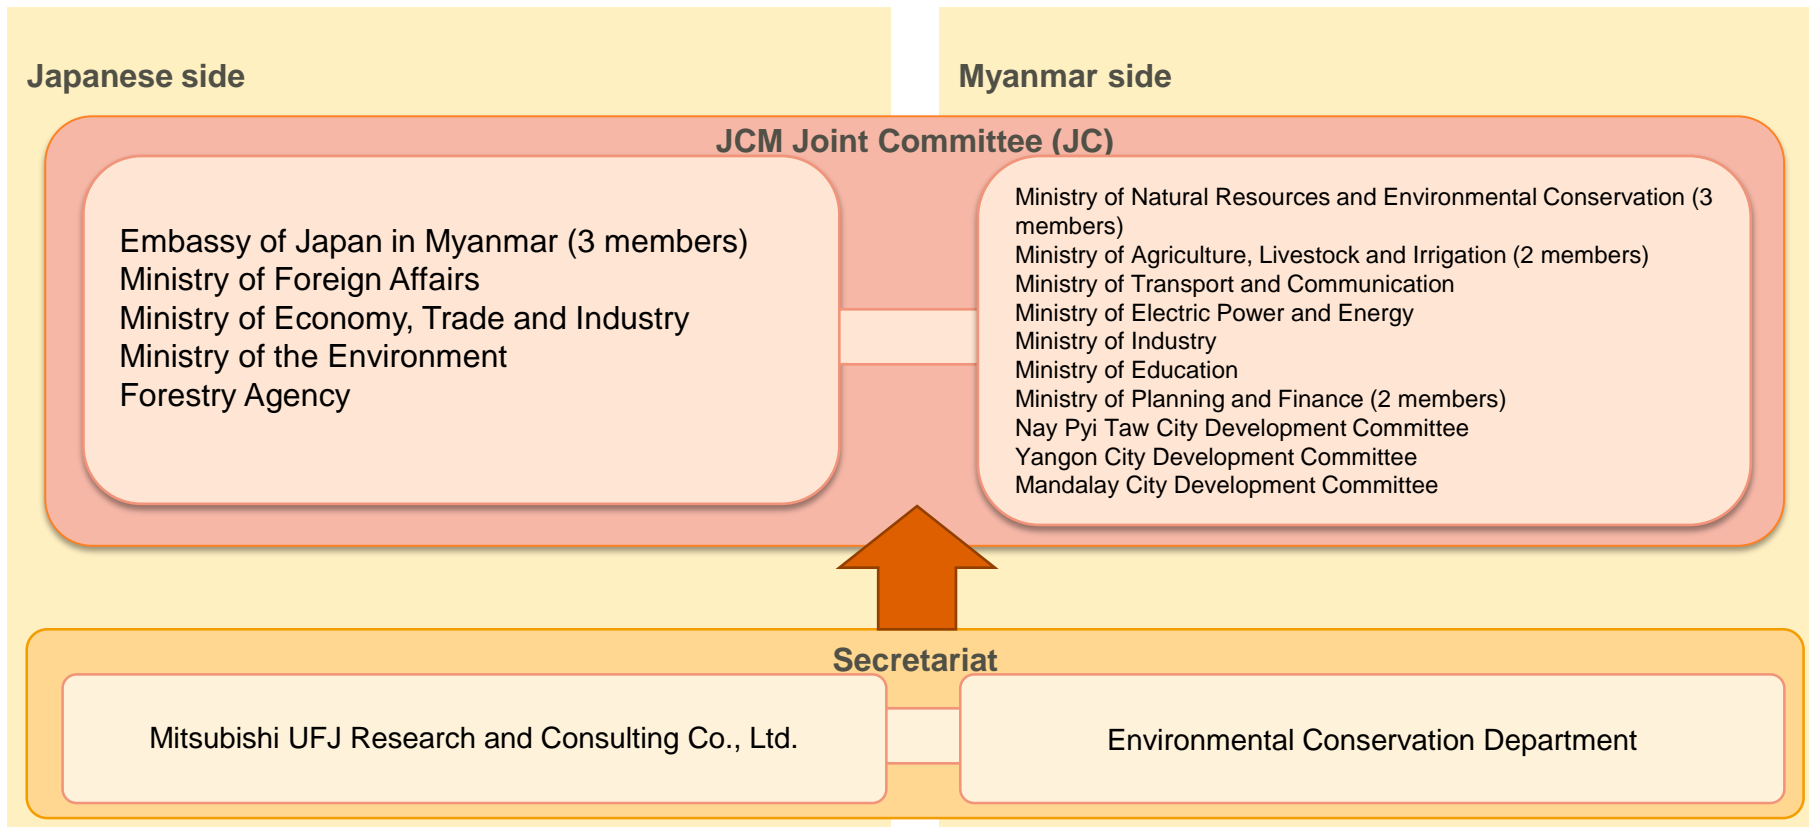 Japanese side
Myanmar side
JCM Joint Committee (JC)
Embassy of Japan in Myanmar (3 members)
Ministry of Foreign Affairs
Ministry of Economy, Trade and Industry
Ministry of the Environment
Forestry Agency
Ministry of Natural Resources and Environmental Conservation (3
members)
Ministry of Agriculture, Livestock and Irrigation (2 members)
Ministry of Transport and Communication
Ministry of Electric Power and Energy
Ministry of Industry
Ministry of Education
Ministry of Planning and Finance (2 members)
Nay Pyi Taw City Development Committee
Yangon City Development Committee
Mandalay City Development Committee
Secretariat
Mitsubishi UFJ Research and Consulting Co., Ltd.
Environmental Conservation Department